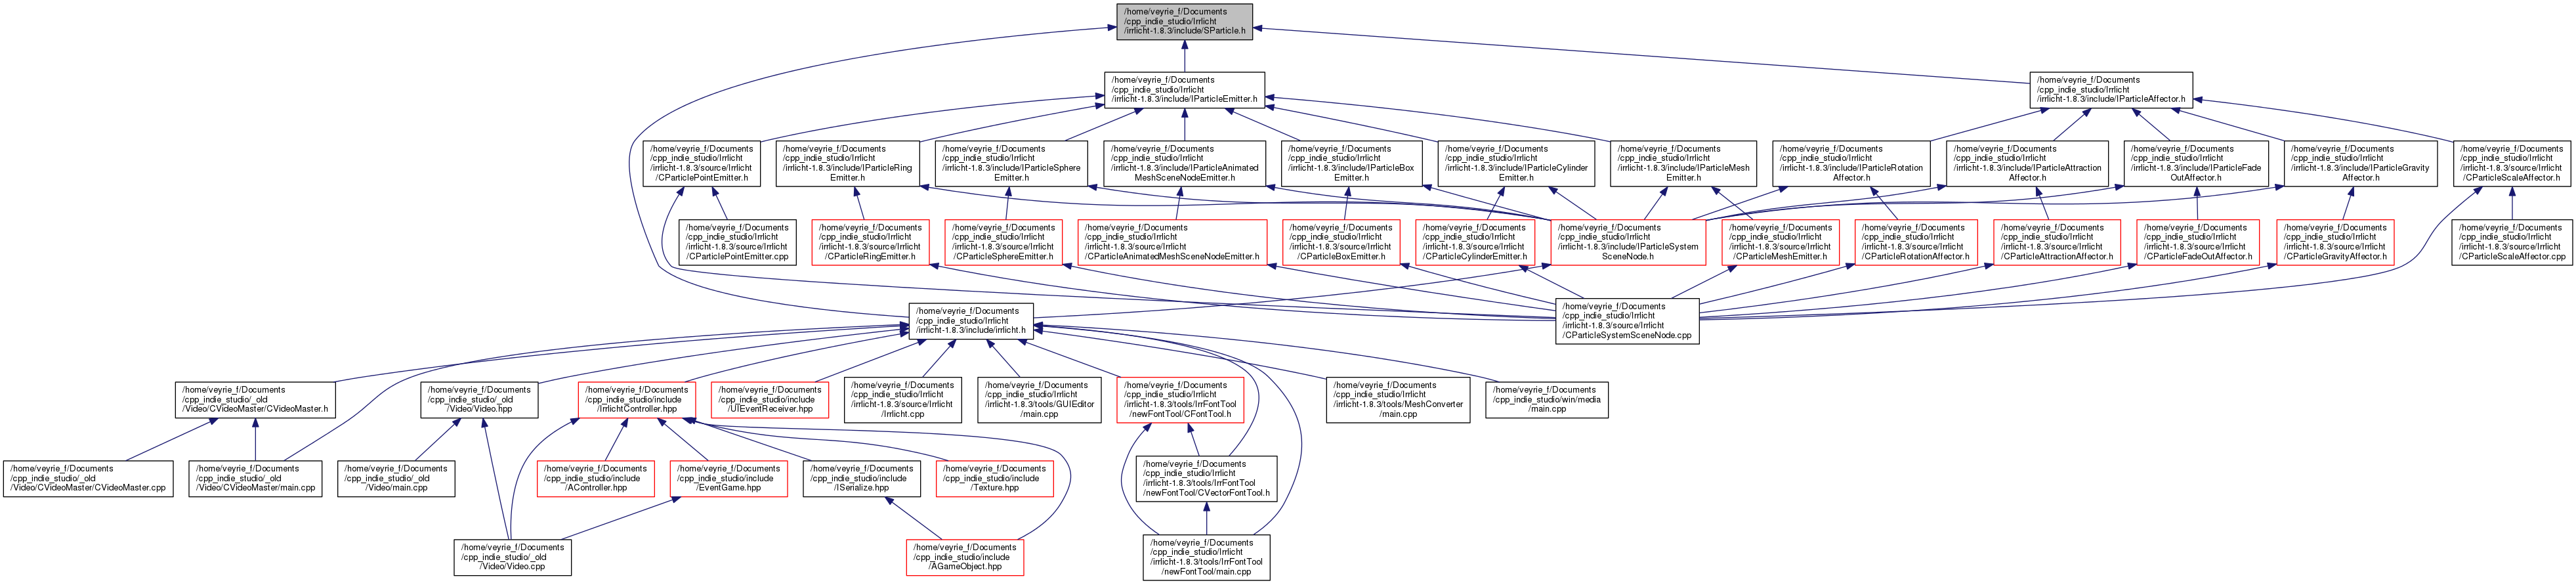 /home/veyrie_f/Documents
/cpp_indie_studio/Irrlicht
/irrlicht-1.8.3/include/SParticle.h
/home/veyrie_f/Documents
/cpp_indie_studio/Irrlicht
/irrlicht-1.8.3/include/IParticleEmitter.h
/home/veyrie_f/Documents
/cpp_indie_studio/Irrlicht
/irrlicht-1.8.3/include/IParticleAffector.h
/home/veyrie_f/Documents
/cpp_indie_studio/Irrlicht
/irrlicht-1.8.3/source/Irrlicht
/CParticlePointEmitter.h
/home/veyrie_f/Documents
/cpp_indie_studio/Irrlicht
/irrlicht-1.8.3/include/IParticleRing
Emitter.h
/home/veyrie_f/Documents
/cpp_indie_studio/Irrlicht
/irrlicht-1.8.3/include/IParticleSphere
Emitter.h
/home/veyrie_f/Documents
/cpp_indie_studio/Irrlicht
/irrlicht-1.8.3/include/IParticleAnimated
MeshSceneNodeEmitter.h
/home/veyrie_f/Documents
/cpp_indie_studio/Irrlicht
/irrlicht-1.8.3/include/IParticleBox
Emitter.h
/home/veyrie_f/Documents
/cpp_indie_studio/Irrlicht
/irrlicht-1.8.3/include/IParticleCylinder
Emitter.h
/home/veyrie_f/Documents
/cpp_indie_studio/Irrlicht
/irrlicht-1.8.3/include/IParticleMesh
Emitter.h
/home/veyrie_f/Documents
/cpp_indie_studio/Irrlicht
/irrlicht-1.8.3/include/IParticleRotation
Affector.h
/home/veyrie_f/Documents
/cpp_indie_studio/Irrlicht
/irrlicht-1.8.3/include/IParticleAttraction
Affector.h
/home/veyrie_f/Documents
/cpp_indie_studio/Irrlicht
/irrlicht-1.8.3/include/IParticleFade
OutAffector.h
/home/veyrie_f/Documents
/cpp_indie_studio/Irrlicht
/irrlicht-1.8.3/include/IParticleGravity
Affector.h
/home/veyrie_f/Documents
/cpp_indie_studio/Irrlicht
/irrlicht-1.8.3/source/Irrlicht
/CParticleScaleAffector.h
/home/veyrie_f/Documents
/cpp_indie_studio/Irrlicht
/irrlicht-1.8.3/source/Irrlicht
/CParticlePointEmitter.cpp
/home/veyrie_f/Documents
/cpp_indie_studio/Irrlicht
/irrlicht-1.8.3/source/Irrlicht
/CParticleRingEmitter.h
/home/veyrie_f/Documents
/cpp_indie_studio/Irrlicht
/irrlicht-1.8.3/source/Irrlicht
/CParticleSphereEmitter.h
/home/veyrie_f/Documents
/cpp_indie_studio/Irrlicht
/irrlicht-1.8.3/source/Irrlicht
/CParticleAnimatedMeshSceneNodeEmitter.h
/home/veyrie_f/Documents
/cpp_indie_studio/Irrlicht
/irrlicht-1.8.3/source/Irrlicht
/CParticleBoxEmitter.h
/home/veyrie_f/Documents
/cpp_indie_studio/Irrlicht
/irrlicht-1.8.3/source/Irrlicht
/CParticleCylinderEmitter.h
/home/veyrie_f/Documents
/cpp_indie_studio/Irrlicht
/irrlicht-1.8.3/include/IParticleSystem
SceneNode.h
/home/veyrie_f/Documents
/cpp_indie_studio/Irrlicht
/irrlicht-1.8.3/source/Irrlicht
/CParticleMeshEmitter.h
/home/veyrie_f/Documents
/cpp_indie_studio/Irrlicht
/irrlicht-1.8.3/source/Irrlicht
/CParticleRotationAffector.h
/home/veyrie_f/Documents
/cpp_indie_studio/Irrlicht
/irrlicht-1.8.3/source/Irrlicht
/CParticleAttractionAffector.h
/home/veyrie_f/Documents
/cpp_indie_studio/Irrlicht
/irrlicht-1.8.3/source/Irrlicht
/CParticleFadeOutAffector.h
/home/veyrie_f/Documents
/cpp_indie_studio/Irrlicht
/irrlicht-1.8.3/source/Irrlicht
/CParticleGravityAffector.h
/home/veyrie_f/Documents
/cpp_indie_studio/Irrlicht
/irrlicht-1.8.3/source/Irrlicht
/CParticleScaleAffector.cpp
/home/veyrie_f/Documents
/cpp_indie_studio/Irrlicht
/irrlicht-1.8.3/include/irrlicht.h
/home/veyrie_f/Documents
/cpp_indie_studio/Irrlicht
/irrlicht-1.8.3/source/Irrlicht
/CParticleSystemSceneNode.cpp
/home/veyrie_f/Documents
/cpp_indie_studio/_old
/Video/CVideoMaster/CVideoMaster.h
/home/veyrie_f/Documents
/cpp_indie_studio/_old
/Video/Video.hpp
/home/veyrie_f/Documents
/cpp_indie_studio/include
/IrrlichtController.hpp
/home/veyrie_f/Documents
/cpp_indie_studio/include
/UIEventReceiver.hpp
/home/veyrie_f/Documents
/cpp_indie_studio/Irrlicht
/irrlicht-1.8.3/source/Irrlicht
/Irrlicht.cpp
/home/veyrie_f/Documents
/cpp_indie_studio/Irrlicht
/irrlicht-1.8.3/tools/GUIEditor
/main.cpp
/home/veyrie_f/Documents
/cpp_indie_studio/Irrlicht
/irrlicht-1.8.3/tools/IrrFontTool
/newFontTool/CFontTool.h
/home/veyrie_f/Documents
/cpp_indie_studio/Irrlicht
/irrlicht-1.8.3/tools/MeshConverter
/main.cpp
/home/veyrie_f/Documents
/cpp_indie_studio/win/media
/main.cpp
/home/veyrie_f/Documents
/cpp_indie_studio/_old
/Video/CVideoMaster/CVideoMaster.cpp
/home/veyrie_f/Documents
/cpp_indie_studio/_old
/Video/CVideoMaster/main.cpp
/home/veyrie_f/Documents
/cpp_indie_studio/_old
/Video/main.cpp
/home/veyrie_f/Documents
/cpp_indie_studio/include
/AController.hpp
/home/veyrie_f/Documents
/cpp_indie_studio/include
/EventGame.hpp
/home/veyrie_f/Documents
/cpp_indie_studio/include
/ISerialize.hpp
/home/veyrie_f/Documents
/cpp_indie_studio/include
/Texture.hpp
/home/veyrie_f/Documents
/cpp_indie_studio/Irrlicht
/irrlicht-1.8.3/tools/IrrFontTool
/newFontTool/CVectorFontTool.h
/home/veyrie_f/Documents
/cpp_indie_studio/_old
/Video/Video.cpp
/home/veyrie_f/Documents
/cpp_indie_studio/include
/AGameObject.hpp
/home/veyrie_f/Documents
/cpp_indie_studio/Irrlicht
/irrlicht-1.8.3/tools/IrrFontTool
/newFontTool/main.cpp